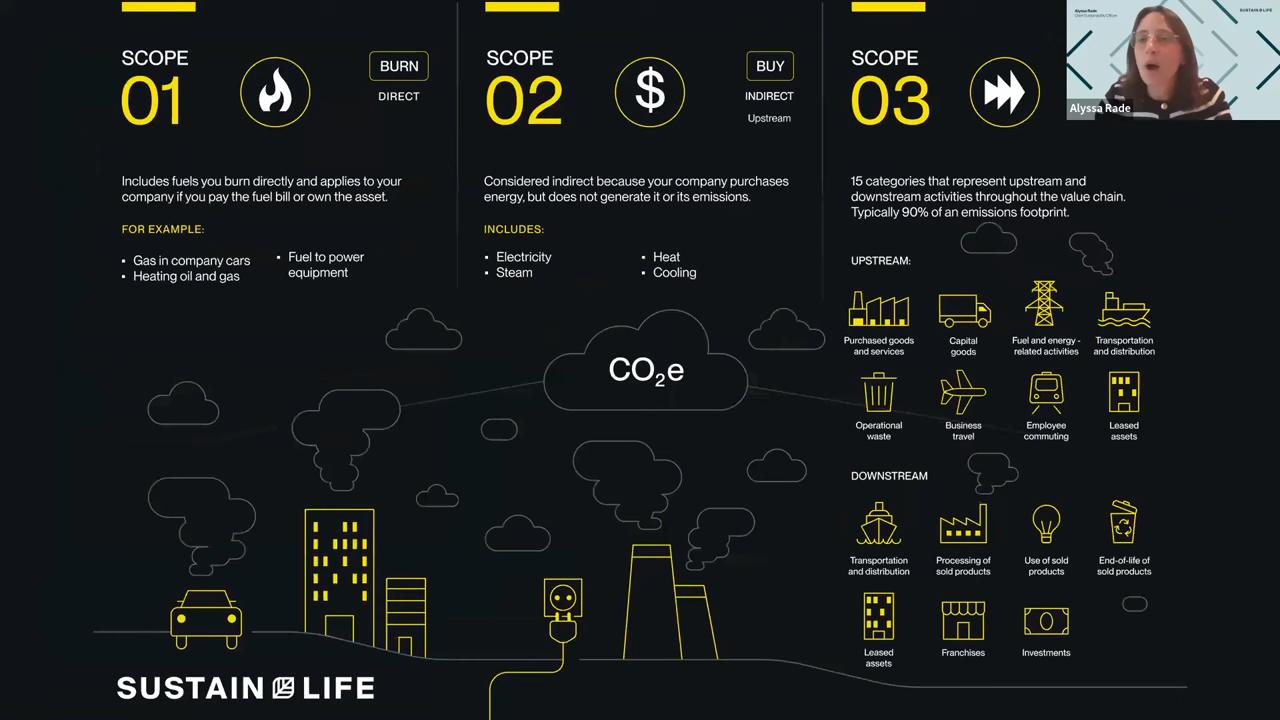 SCOPE
01
BURN
DIRECT
Includes fuels you burn directly and applies to your
company if you pay the fuel bill or own the asset.
FOR EXAMPLE:
▪ Gas in company cars
▪ Heating oil and gas
▪ Fuel to power
equipment
SCOPE
02
$
BUY
INDIRECT
Upstream
Considered indirect because your company purchases
energy, but does not generate it or its emissions.
INCLUDES:
▪ Electricity
▪ Steam
▪ Heat
▪ Cooling
SCOPE
03
15 categories that represent upstream and
downstream activities throughout the value chain.
Typically 90% of an emissions footprint.
UPSTREAM:
Purchased goods
and services
Capital
goods
Fuel and energy -
related activities
Transportation
and distribution
Operational
waste
Business
travel
Employee
commuting
Leased
assets
DOWNSTREAM
Transportation
and distribution
Processing of
sold products
Use of sold
products
End-of-life of
sold products
Leased
assets
Franchises
Investments
CO₂e
SUSTAIN LIFE
Alyssa Rade
Chief Sustainability Officer
SUSTAIN LIFE
Alyssa Rade